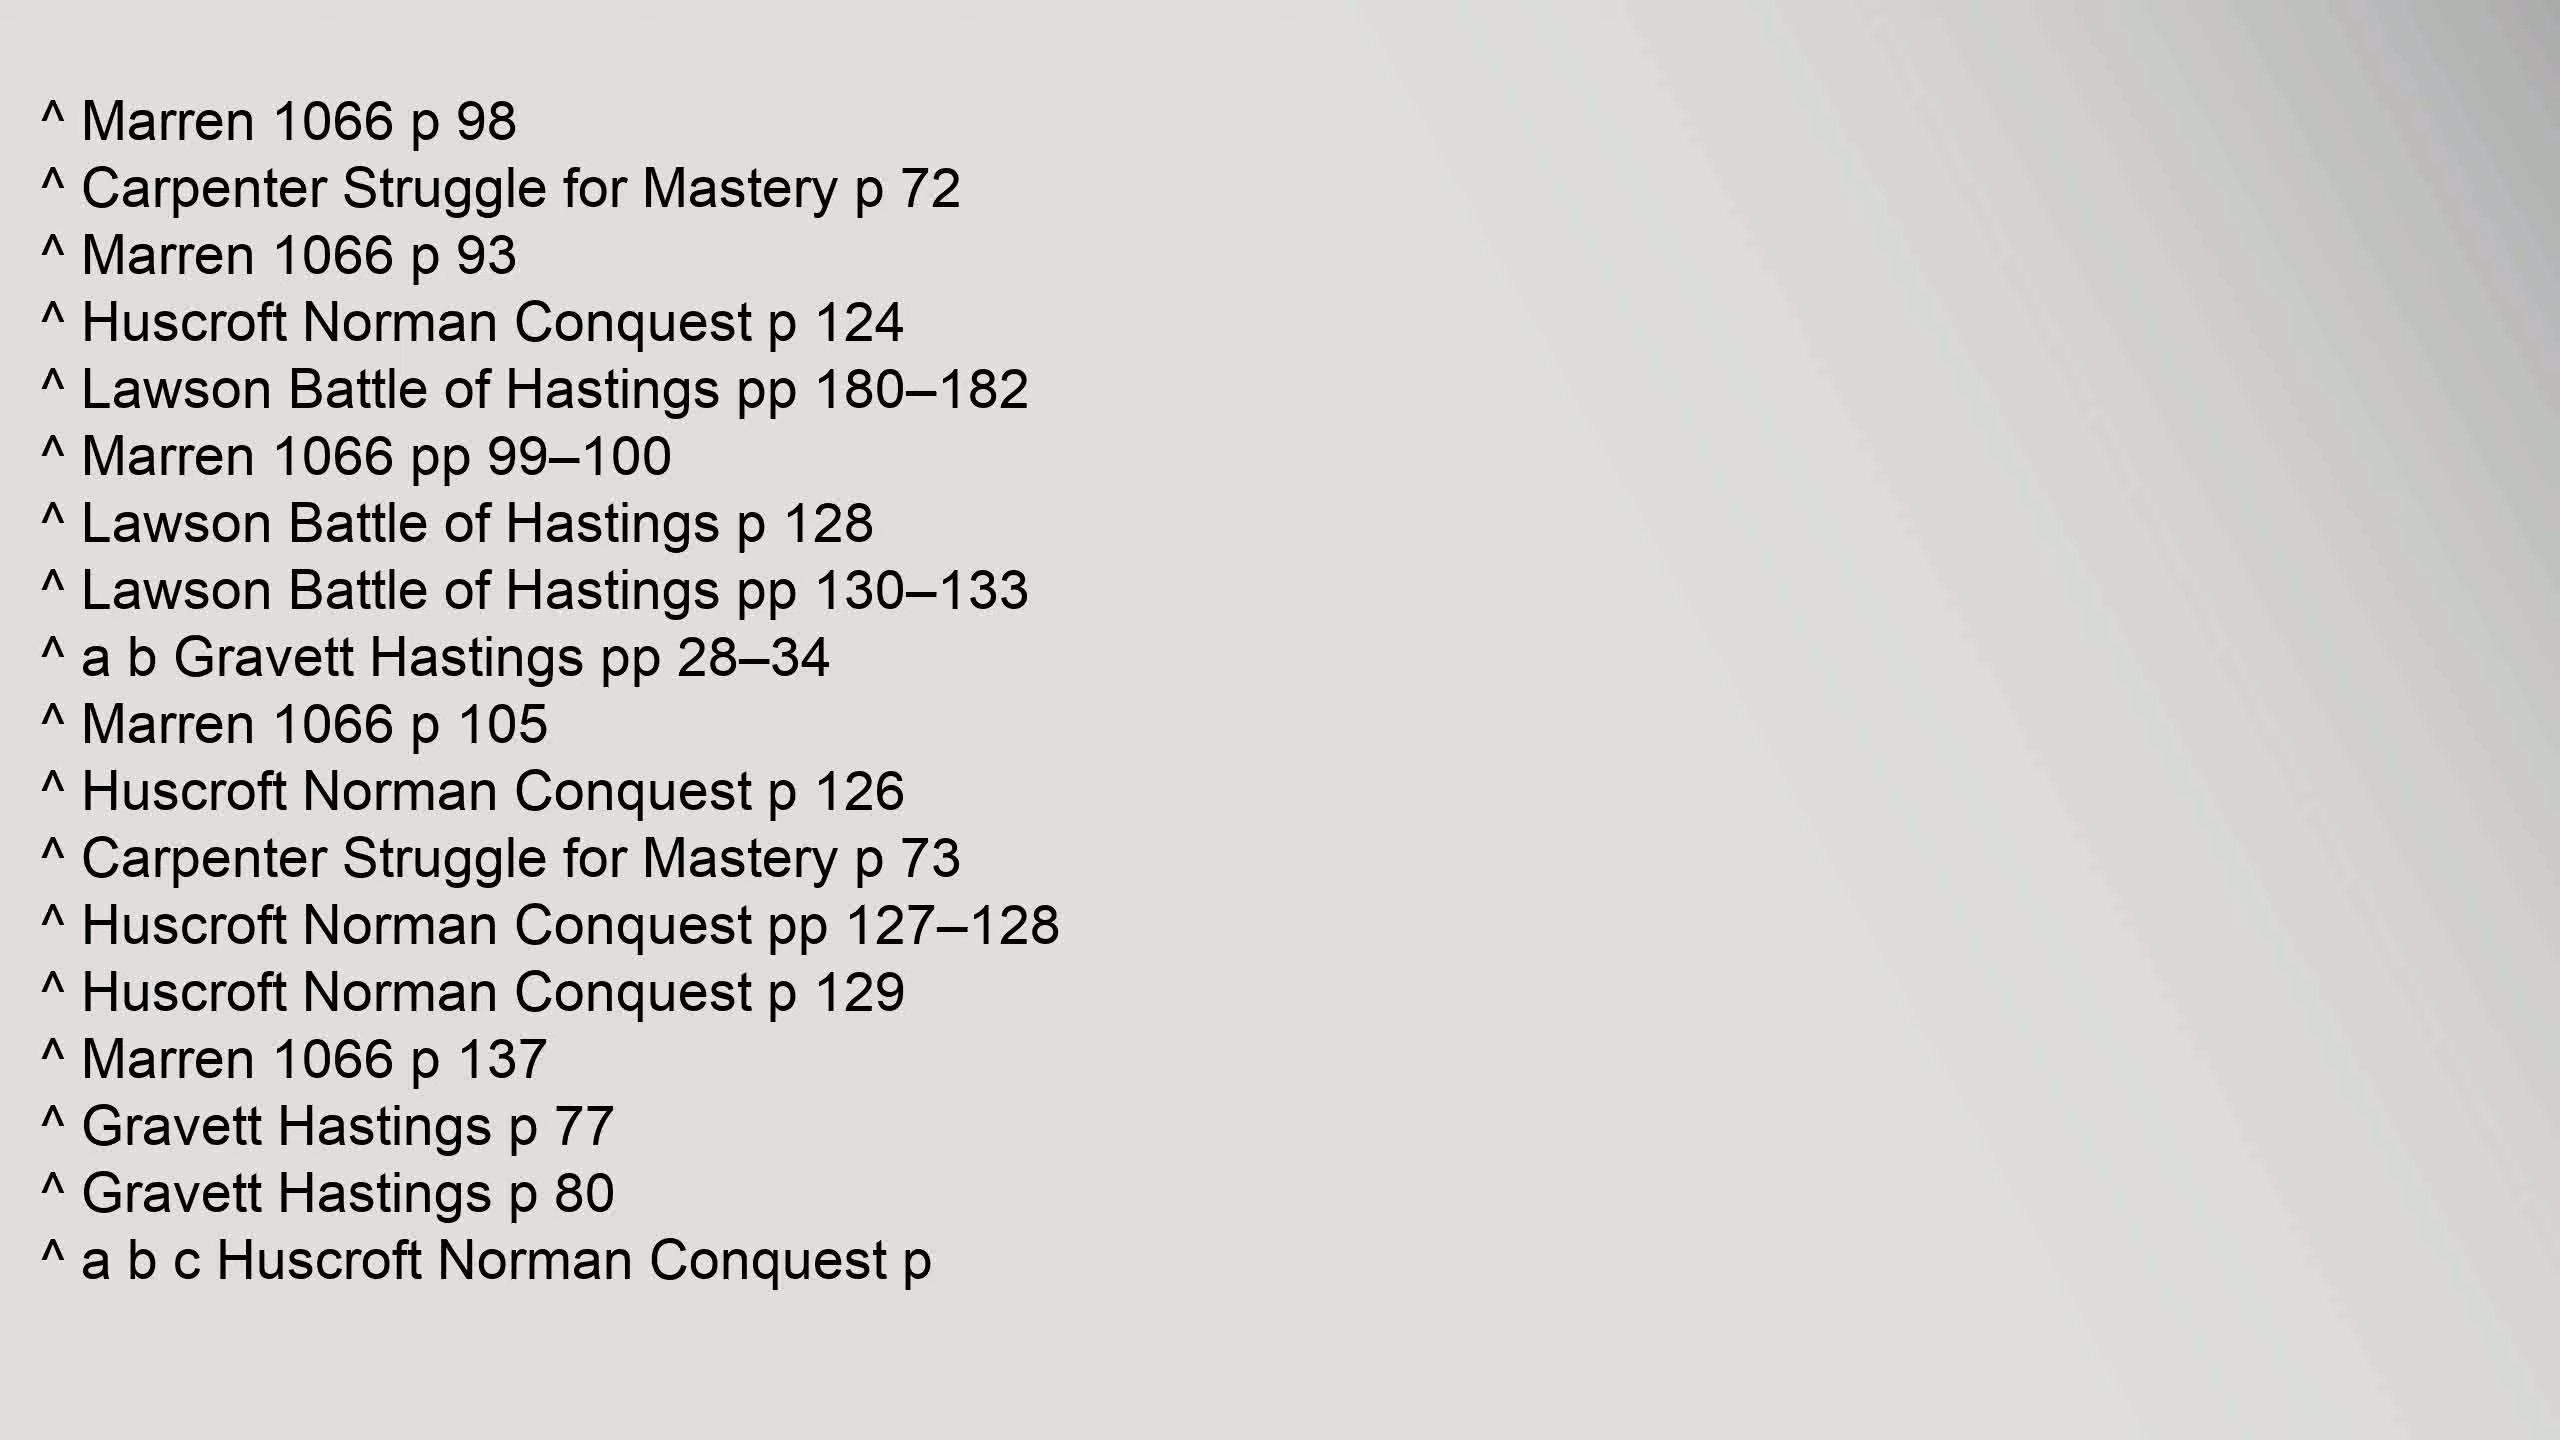 ^ Marren 1066 p 98
^ Carpenter Struggle for Mastery p 72
^ Marren 1066 p 93
^ Huscroft Norman Conquest p 124
^ Lawson Battle of Hastings pp 180–182
^ Marren 1066 pp 99–100
^ Lawson Battle of Hastings p 128
^ Lawson Battle of Hastings pp 130–133
^ a b Gravett Hastings pp 28–34
^ Marren 1066 p 105
^ Huscroft Norman Conquest p 126
^ Carpenter Struggle for Mastery p 73
^ Huscroft Norman Conquest pp 127–128
^ Huscroft Norman Conquest p 129
^ Marren 1066 p 137
^ Gravett Hastings p 77
^ Gravett Hastings p 80
^ a b c Huscroft Norman Conquest p